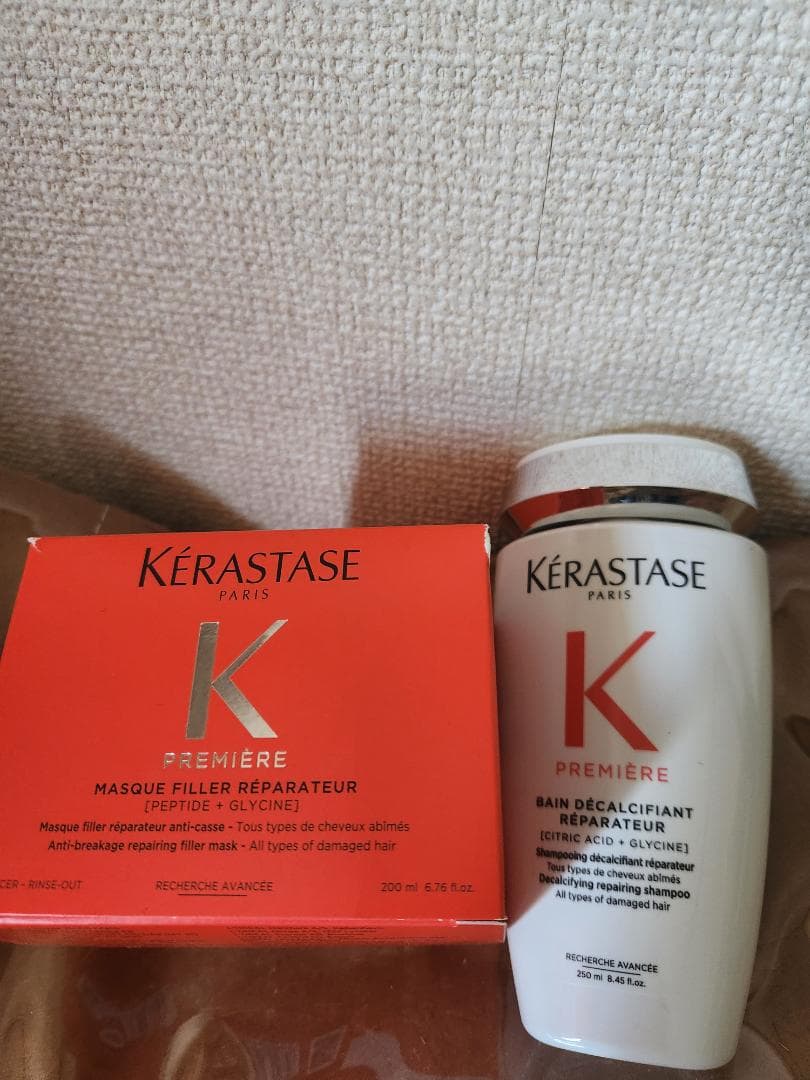 KÉRASTASE
PARIS
K
PREMIÈRE
MASQUE FILLER RÉPARATEUR
[PEPTIDE + GLYCINE]
Masque filler réparateur anti-casse - Tous types de cheveux abîmés
Anti-breakage repairing filler mask - All types of damaged hair
CER - RINSE-OUT
RECHERCHE AVANCÉE
200 ml 6.76 fl.oz.
KÉRASTASE
PARIS
K
PREMIÈRE
BAIN DÉCALCIFIANT
RÉPARATEUR
[CITRIC ACID + GLYCINE]
Shampooing décalcifiant réparateur
Tous types de cheveux abîmés
Decalcifying repairing shampoo
All types of damaged hair
RECHERCHE AVANCÉE
250 ml 8.45 fl.oz.